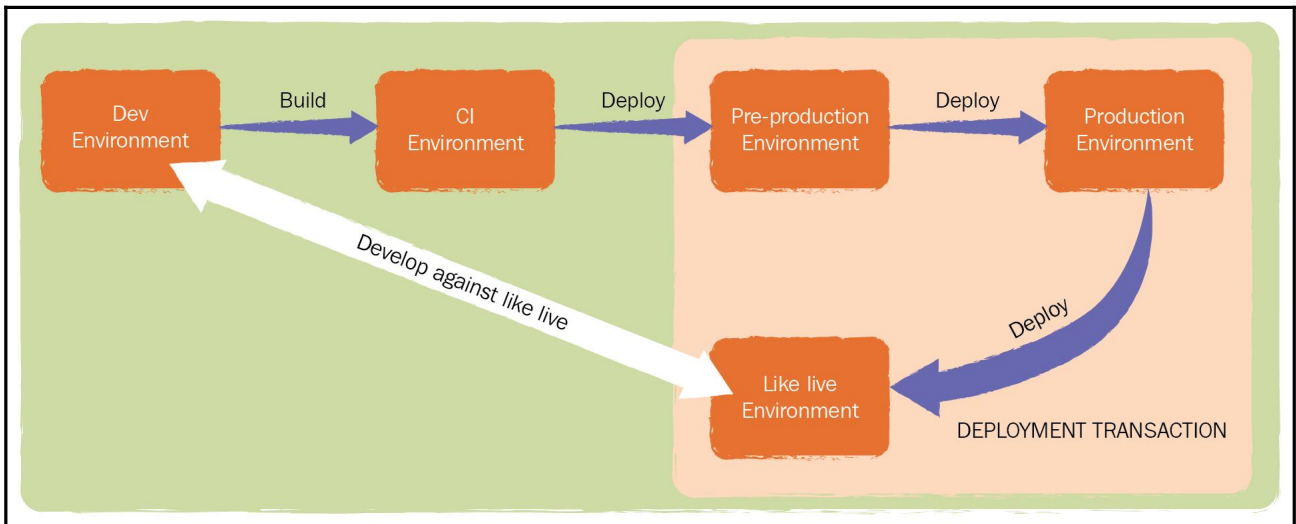 Dev
Environment
Build
CI
Environment
Deploy
Pre-production
Environment
Deploy
Production
Environment
Develop against like live
Deploy
Like live
Environment
DEPLOYMENT TRANSACTION